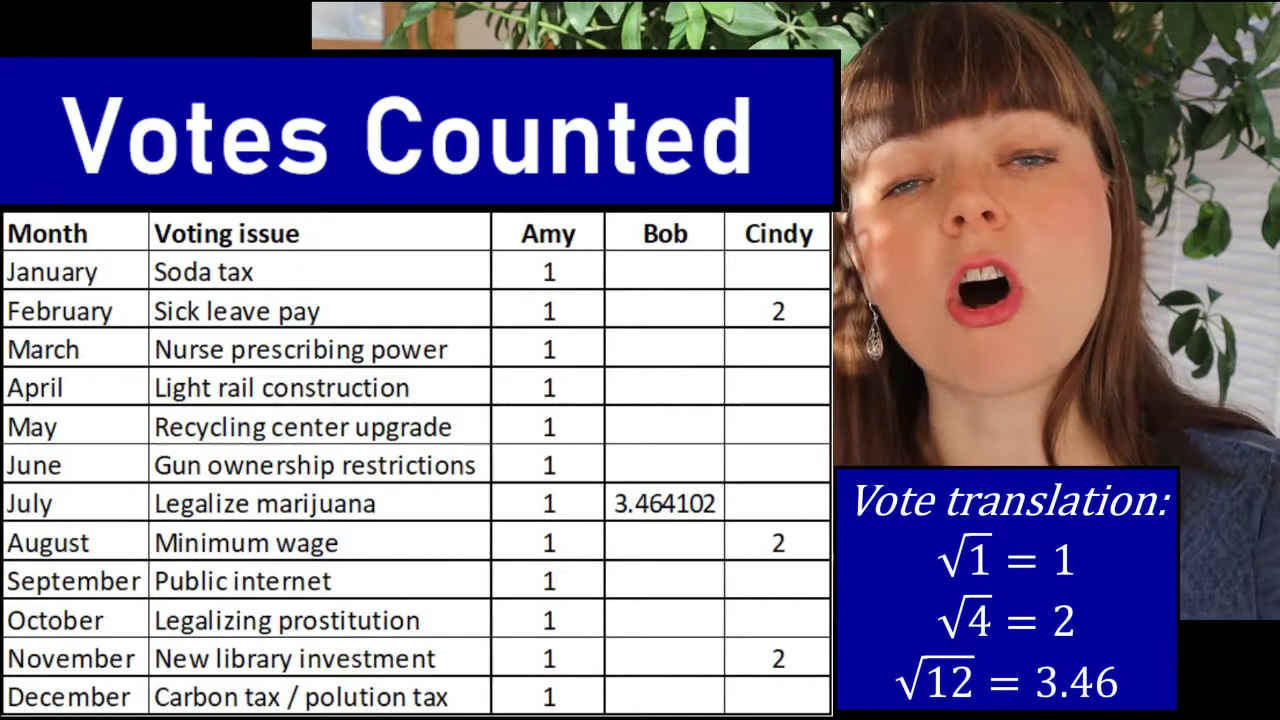 Votes Counted
Month Voting issue Amy Bob Cindy
January Soda tax 1
February Sick leave pay 1 2
March Nurse prescribing power 1
April Light rail construction 1
May Recycling center upgrade 1
June Gun ownership restrictions 1
July Legalize marijuana 1 3.464102
August Minimum wage 1 2
September Public internet 1
October Legalizing prostitution 1
November New library investment 1 2
December Carbon tax / polution tax 1
Vote translation:
√1 = 1
√4 = 2
√12 = 3.46